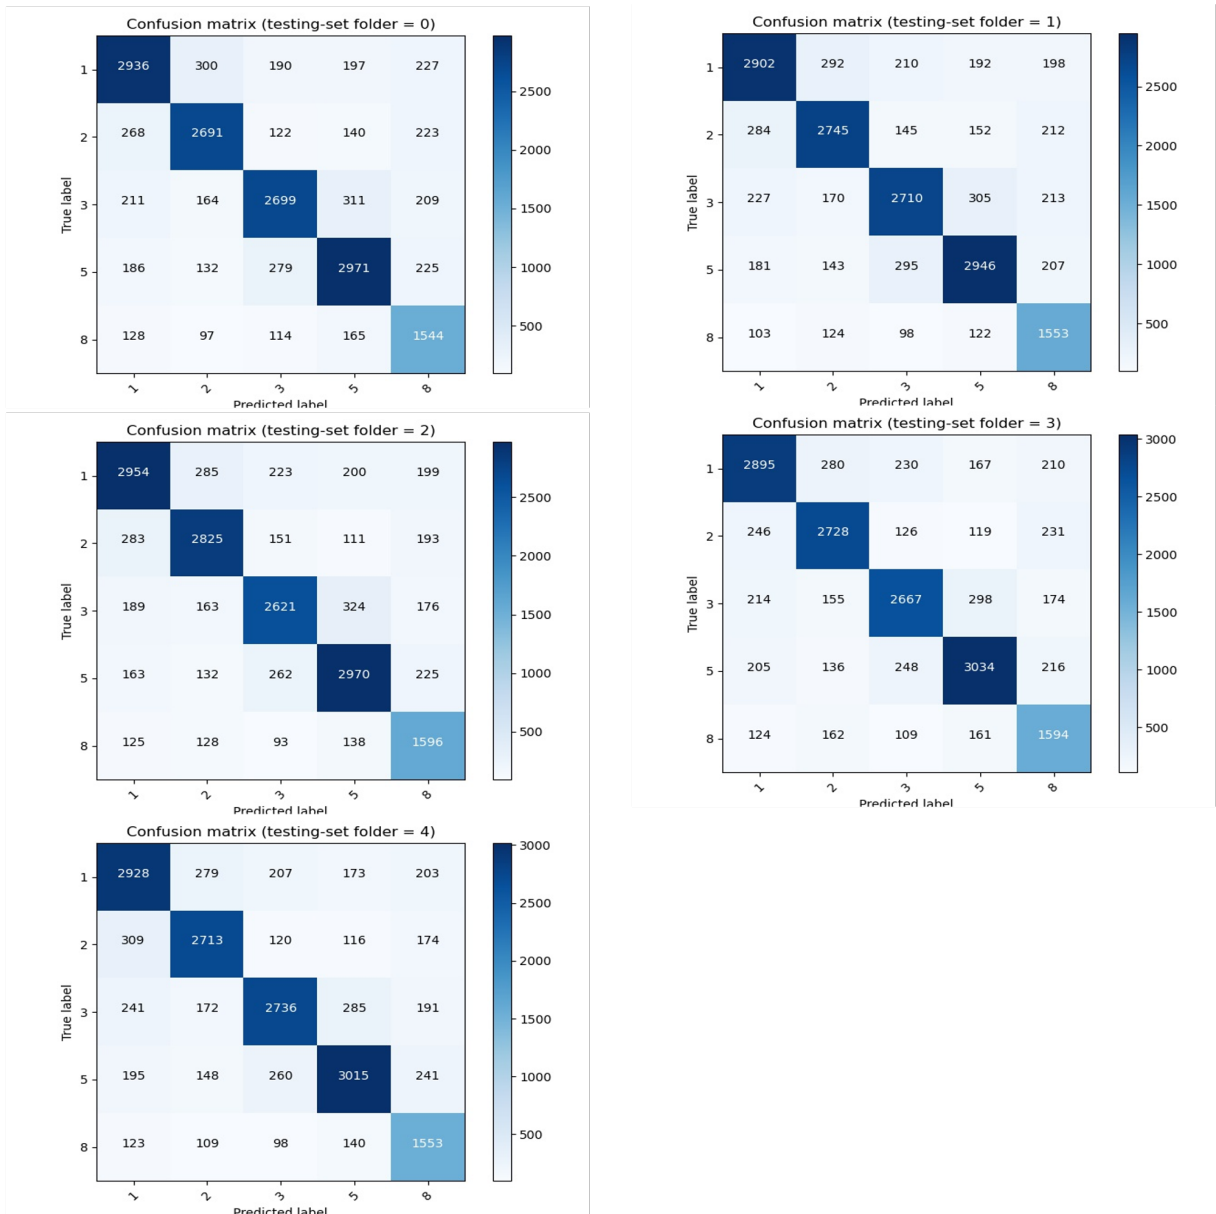 Confusion matrix (testing-set folder = 0)
1 2936 300 190 197 227
2 268 2691 122 140 223
3 211 164 2699 311 209
5 186 132 279 2971 225
8 128 97 114 165 1544
1 2 3 5 8
True label
Predicted label
2500
2000
1500
1000
500
Confusion matrix (testing-set folder = 1)
1 2902 292 210 192 198
2 284 2745 145 152 212
3 227 170 2710 305 213
5 181 143 295 2946 207
8 103 124 98 122 1553
1 2 3 5 8
True label
Predicted label
2500
2000
1500
1000
500
Confusion matrix (testing-set folder = 2)
1 2954 285 223 200 199
2 283 2825 151 111 193
3 189 163 2621 324 176
5 163 132 262 2970 225
8 125 128 93 138 1596
1 2 3 5 8
True label
Predicted label
2500
2000
1500
1000
500
Confusion matrix (testing-set folder = 3)
1 2895 280 230 167 210
2 246 2728 126 119 231
3 214 155 2667 298 174
5 205 136 248 3034 216
8 124 162 109 161 1594
1 2 3 5 8
True label
Predicted label
3000
2500
2000
1500
1000
500
Confusion matrix (testing-set folder = 4)
1 2928 279 207 173 203
2 309 2713 120 116 174
3 241 172 2736 285 191
5 195 148 260 3015 241
8 123 109 98 140 1553
1 2 3 5 8
True label
Predicted label
3000
2500
2000
1500
1000
500